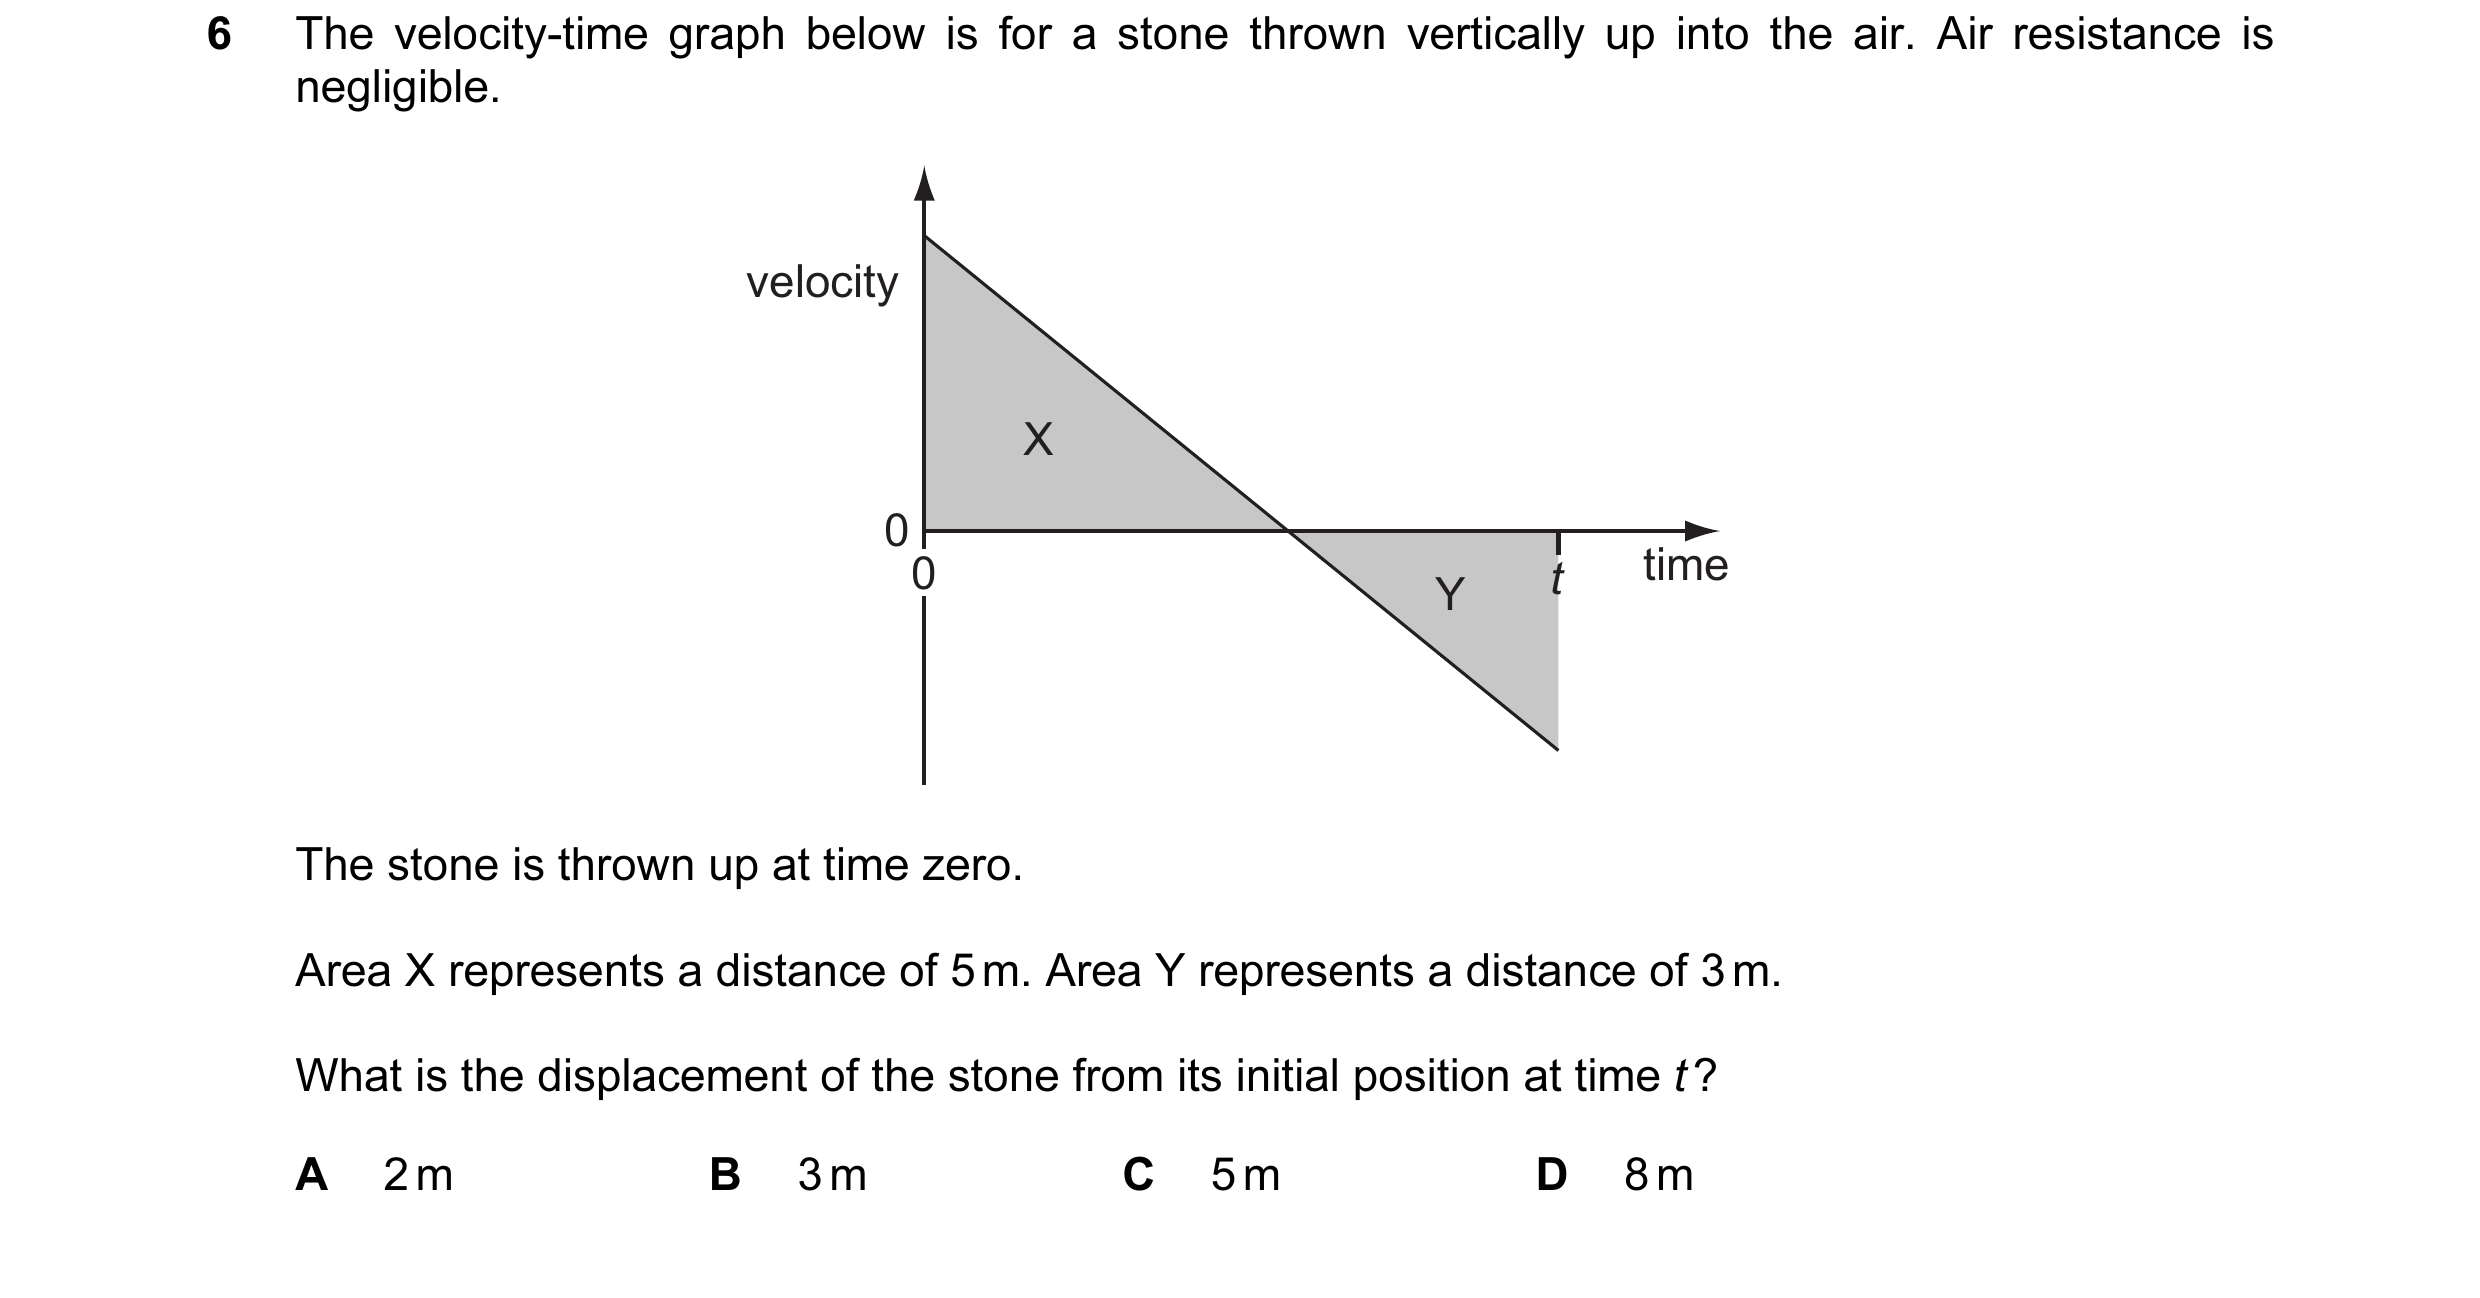 6 The velocity-time graph below is for a stone thrown vertically up into the air. Air resistance is
negligible.
velocity
X
0
0
Y
t
time
The stone is thrown up at time zero.
Area X represents a distance of 5 m. Area Y represents a distance of 3 m.
What is the displacement of the stone from its initial position at time t?
A 2 m B 3 m C 5 m D 8 m